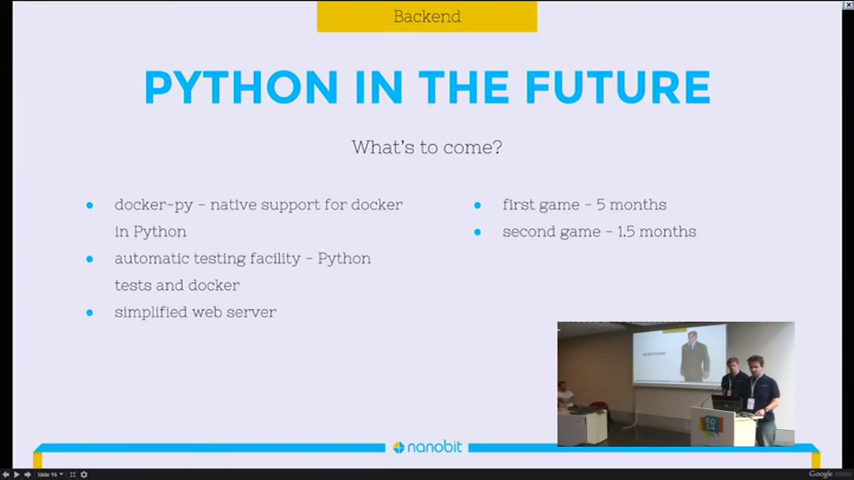 Backend
PYTHON IN THE FUTURE
What's to come?
docker-py - native support for docker
in Python
automatic testing facility - Python
tests and docker
simplified web server
first game - 5 months
second game - 1.5 months
nanobit
Google